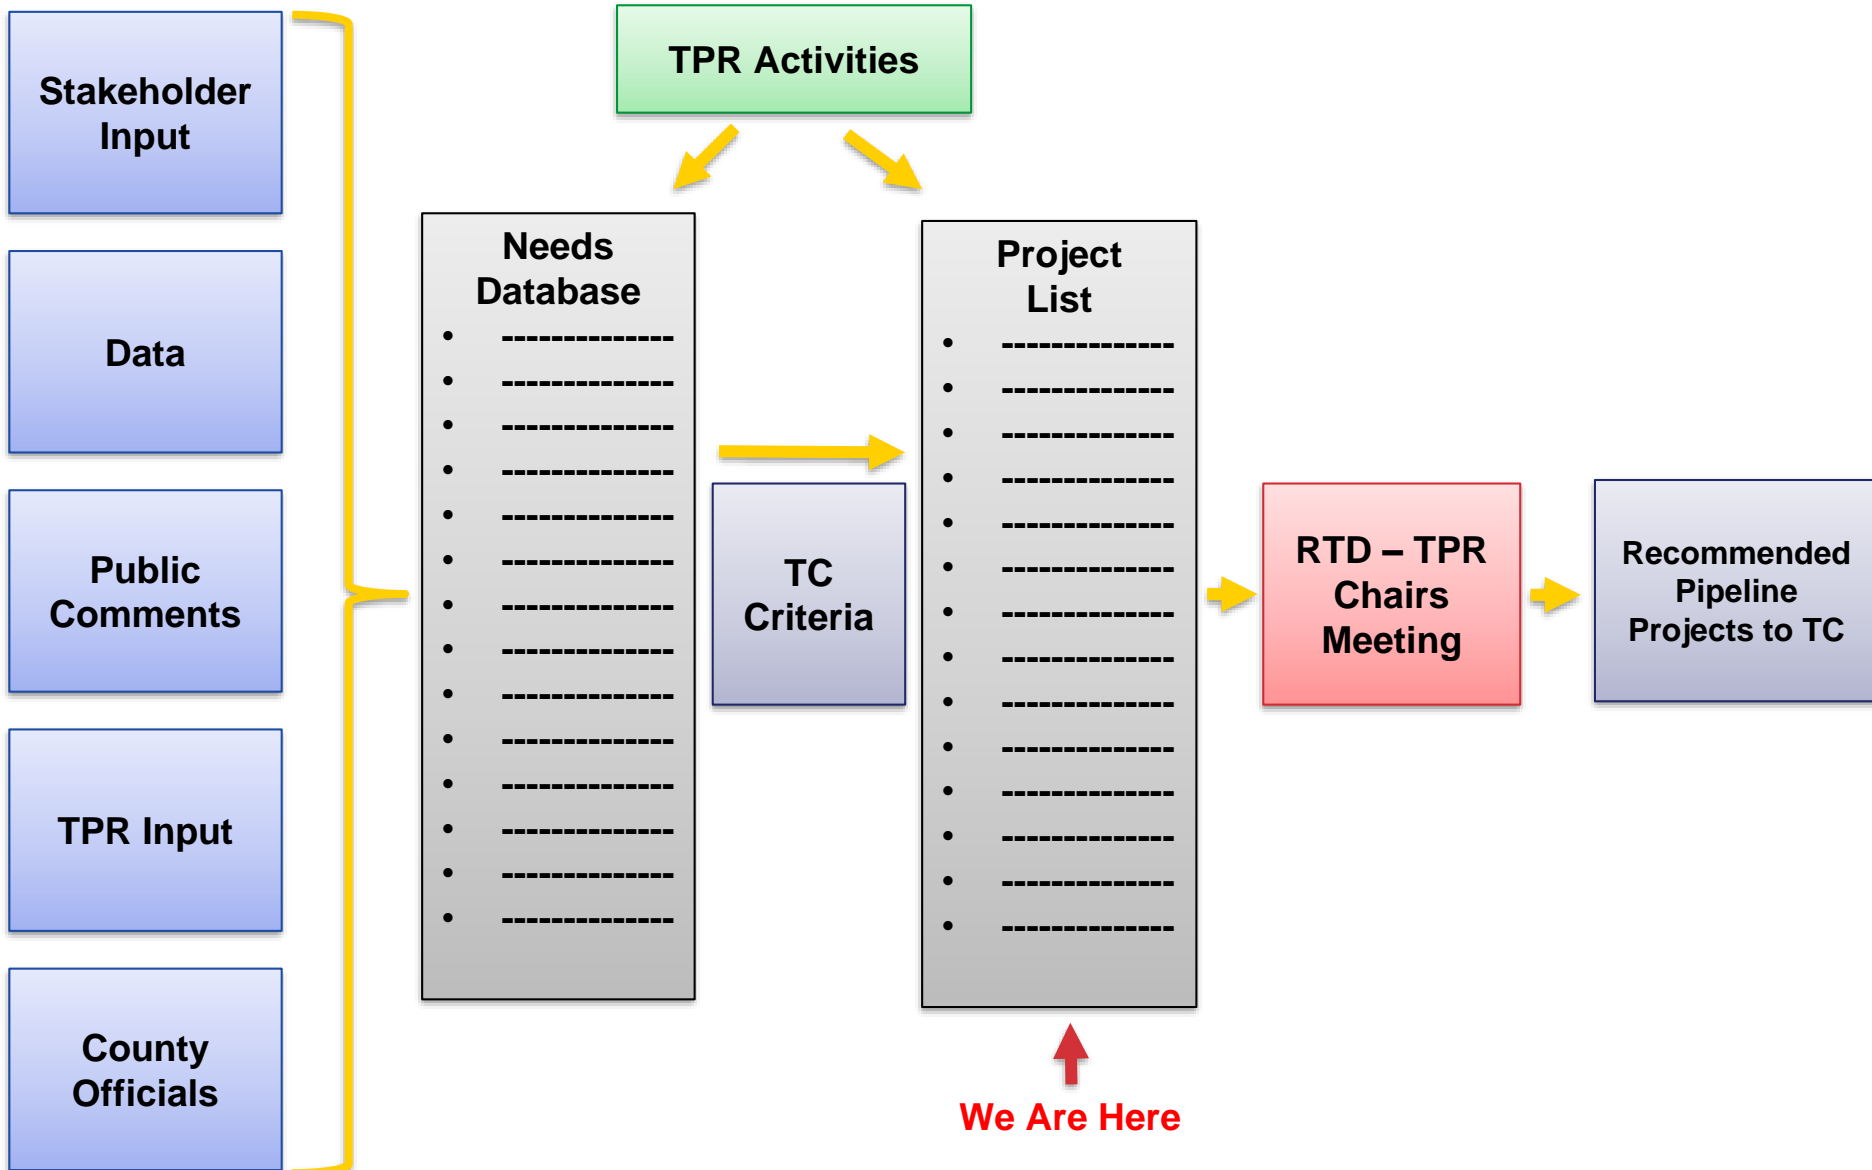 Stakeholder
Input
Data
Public
Comments
TPR Input
County
Officials
TPR Activities
Needs
Database
• --------------
• --------------
• --------------
• --------------
• --------------
• --------------
• --------------
• --------------
• --------------
• --------------
• --------------
• --------------
• --------------
• --------------
TC
Criteria
Project
List
• --------------
• --------------
• --------------
• --------------
• --------------
• --------------
• --------------
• --------------
• --------------
• --------------
• --------------
• --------------
• --------------
• --------------
We Are Here
RTD – TPR
Chairs
Meeting
Recommended
Pipeline
Projects to TC